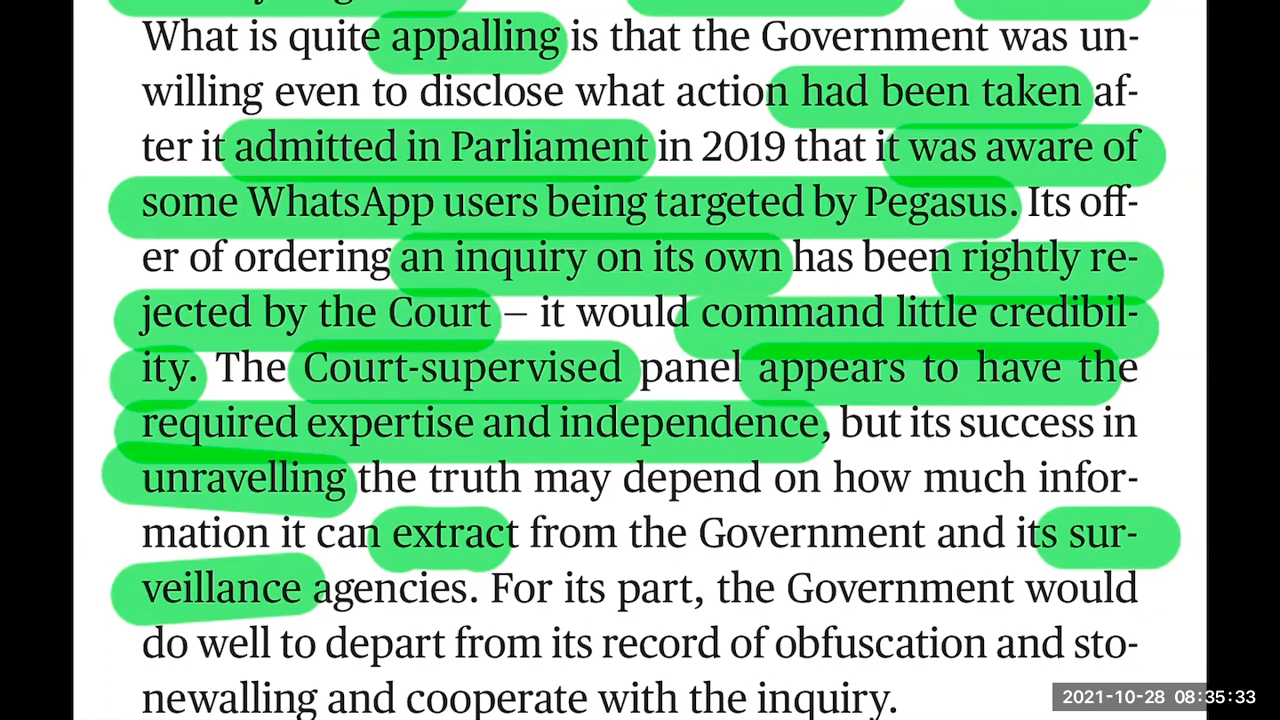 What is quite appalling is that the Government was un-
willing even to disclose what action had been taken af-
ter it admitted in Parliament in 2019 that it was aware of
some WhatsApp users being targeted by Pegasus. Its off-
er of ordering an inquiry on its own has been rightly re-
jected by the Court – it would command little credibil-
ity. The Court-supervised panel appears to have the
required expertise and independence, but its success in
unravelling the truth may depend on how much infor-
mation it can extract from the Government and its sur-
veillance agencies. For its part, the Government would
do well to depart from its record of obfuscation and sto-
newalling and cooperate with the inquiry.
2021-10-28 08:35:33